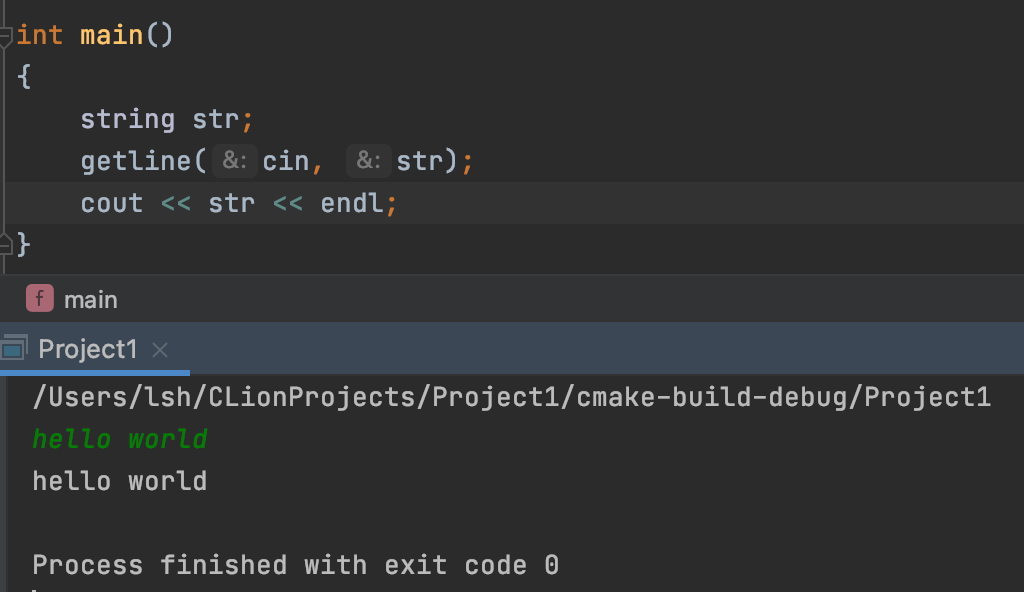 int main()
{
    string str;
    getline( &: cin, &: str);
    cout << str << endl;
}
f main
Project1 ×
/Users/lsh/CLionProjects/Project1/cmake-build-debug/Project1
hello world
hello world
Process finished with exit code 0